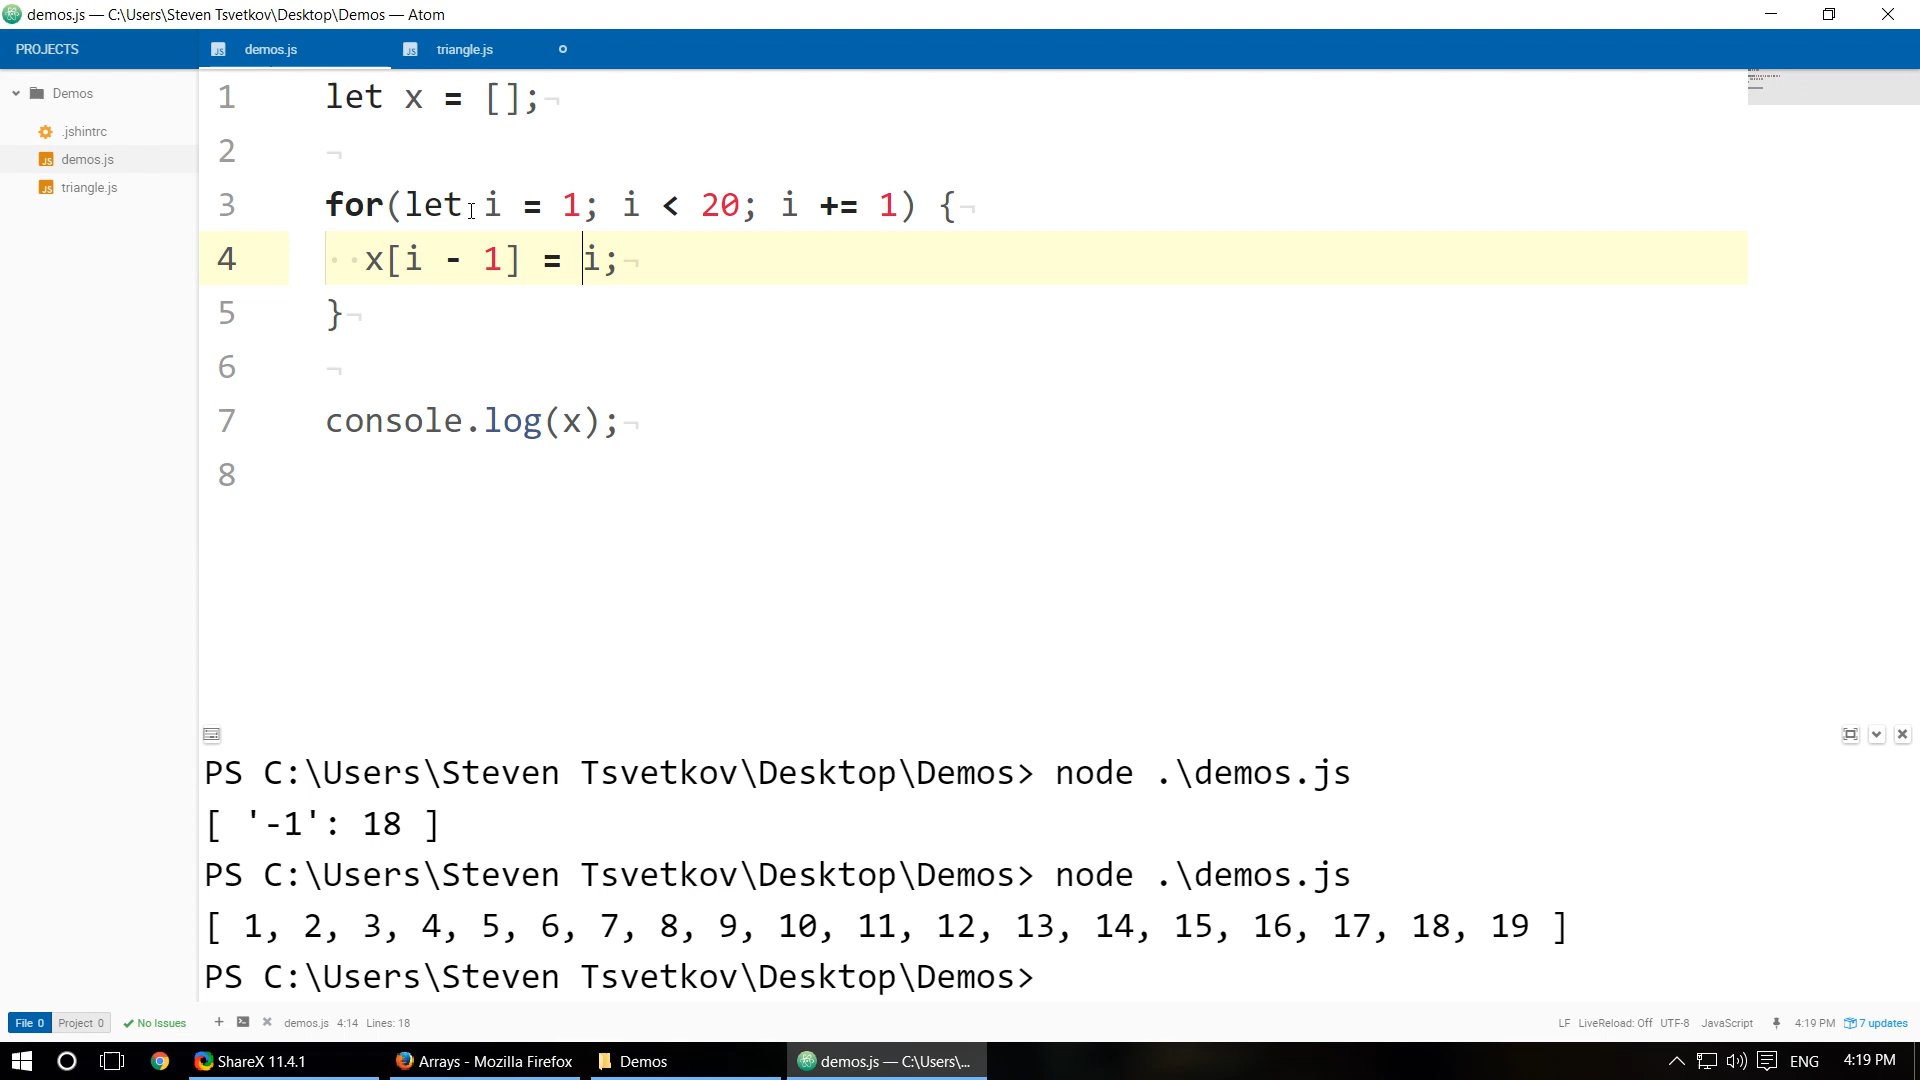 demos.js — C:\Users\Steven Tsvetkov\Desktop\Demos — Atom
PROJECTS
demos.js
triangle.js
Demos
.jshintrc
demos.js
triangle.js
1 let x = [];¬
2 ¬
3 for(let i = 1; i < 20; i += 1) {¬
4 ··x[i - 1] = i;¬
5 }¬
6 ¬
7 console.log(x);¬
8
PS C:\Users\Steven Tsvetkov\Desktop\Demos> node .\demos.js
[ '-1': 18 ]
PS C:\Users\Steven Tsvetkov\Desktop\Demos> node .\demos.js
[ 1, 2, 3, 4, 5, 6, 7, 8, 9, 10, 11, 12, 13, 14, 15, 16, 17, 18, 19 ]
PS C:\Users\Steven Tsvetkov\Desktop\Demos>
File 0 Project 0 No Issues demos.js 4:14 Lines: 18 LF LiveReload: Off UTF-8 JavaScript 4:19 PM 7 updates
ShareX 11.4.1 Arrays - Mozilla Firefox Demos demos.js — C:\Users\... ENG 4:19 PM